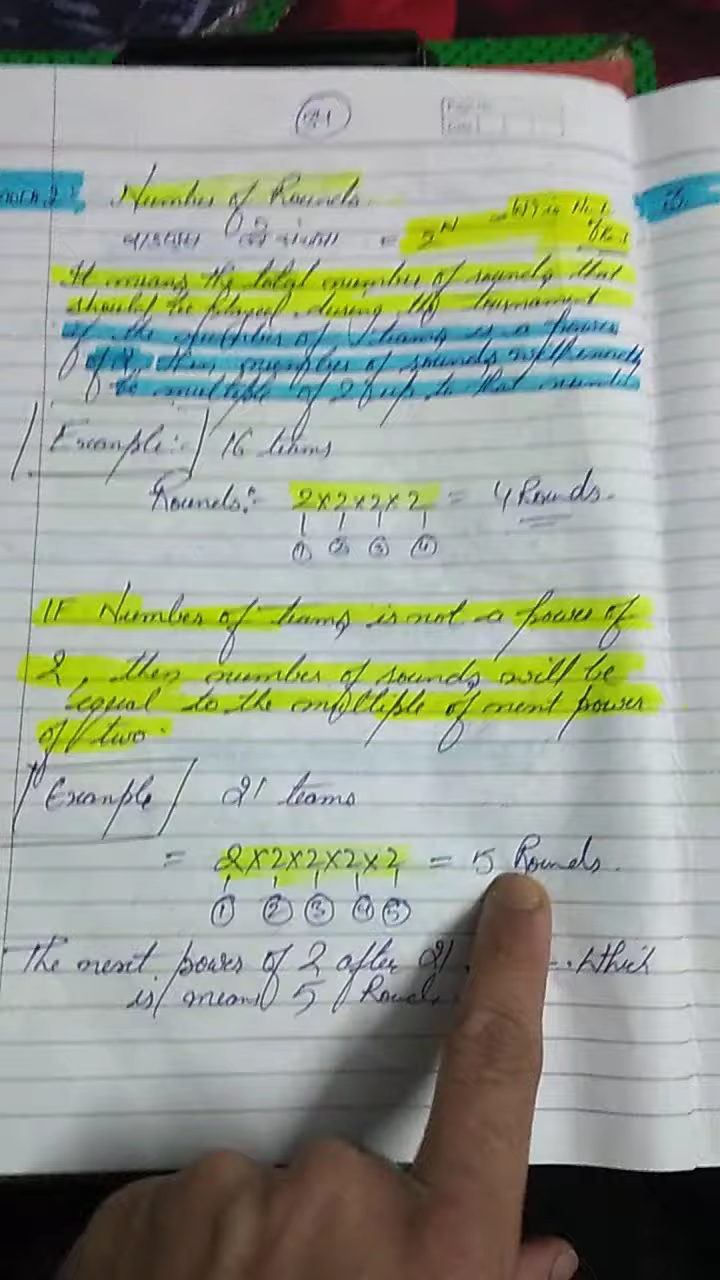 Number of Rounds
= 2ᴺ - N is No.
of R
It means the total number of rounds that
should be played during the tournament
if the number of teams is a power
of 2 then number of rounds will
be multiple of 2 up to that number
Example:- 16 teams
Rounds:- 2×2×2×2 = 4 Rounds.
① ② ③ ④
IF Number of teams is not a power of
2, then number of rounds will be
equal to the multiple of next power
of two.
Example 21 teams
= 2×2×2×2×2 = 5 Rounds.
① ② ③ ④ ⑤
The next power of 2 after 21 which
is means 5 Round